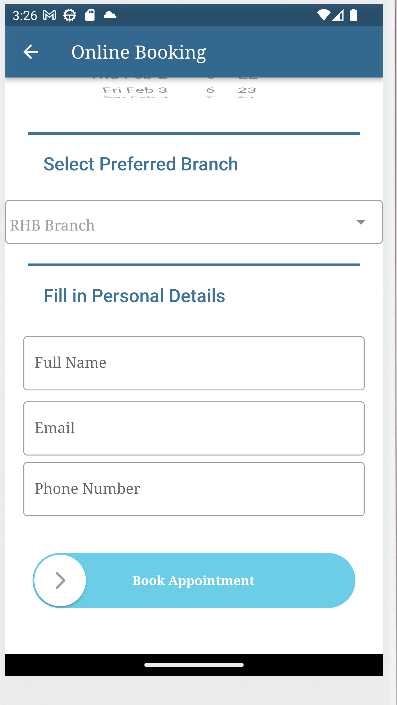 3:26
Online Booking
Fri Feb 3 6 23
Select Preferred Branch
RHB Branch
Fill in Personal Details
Full Name
Email
Phone Number
Book Appointment